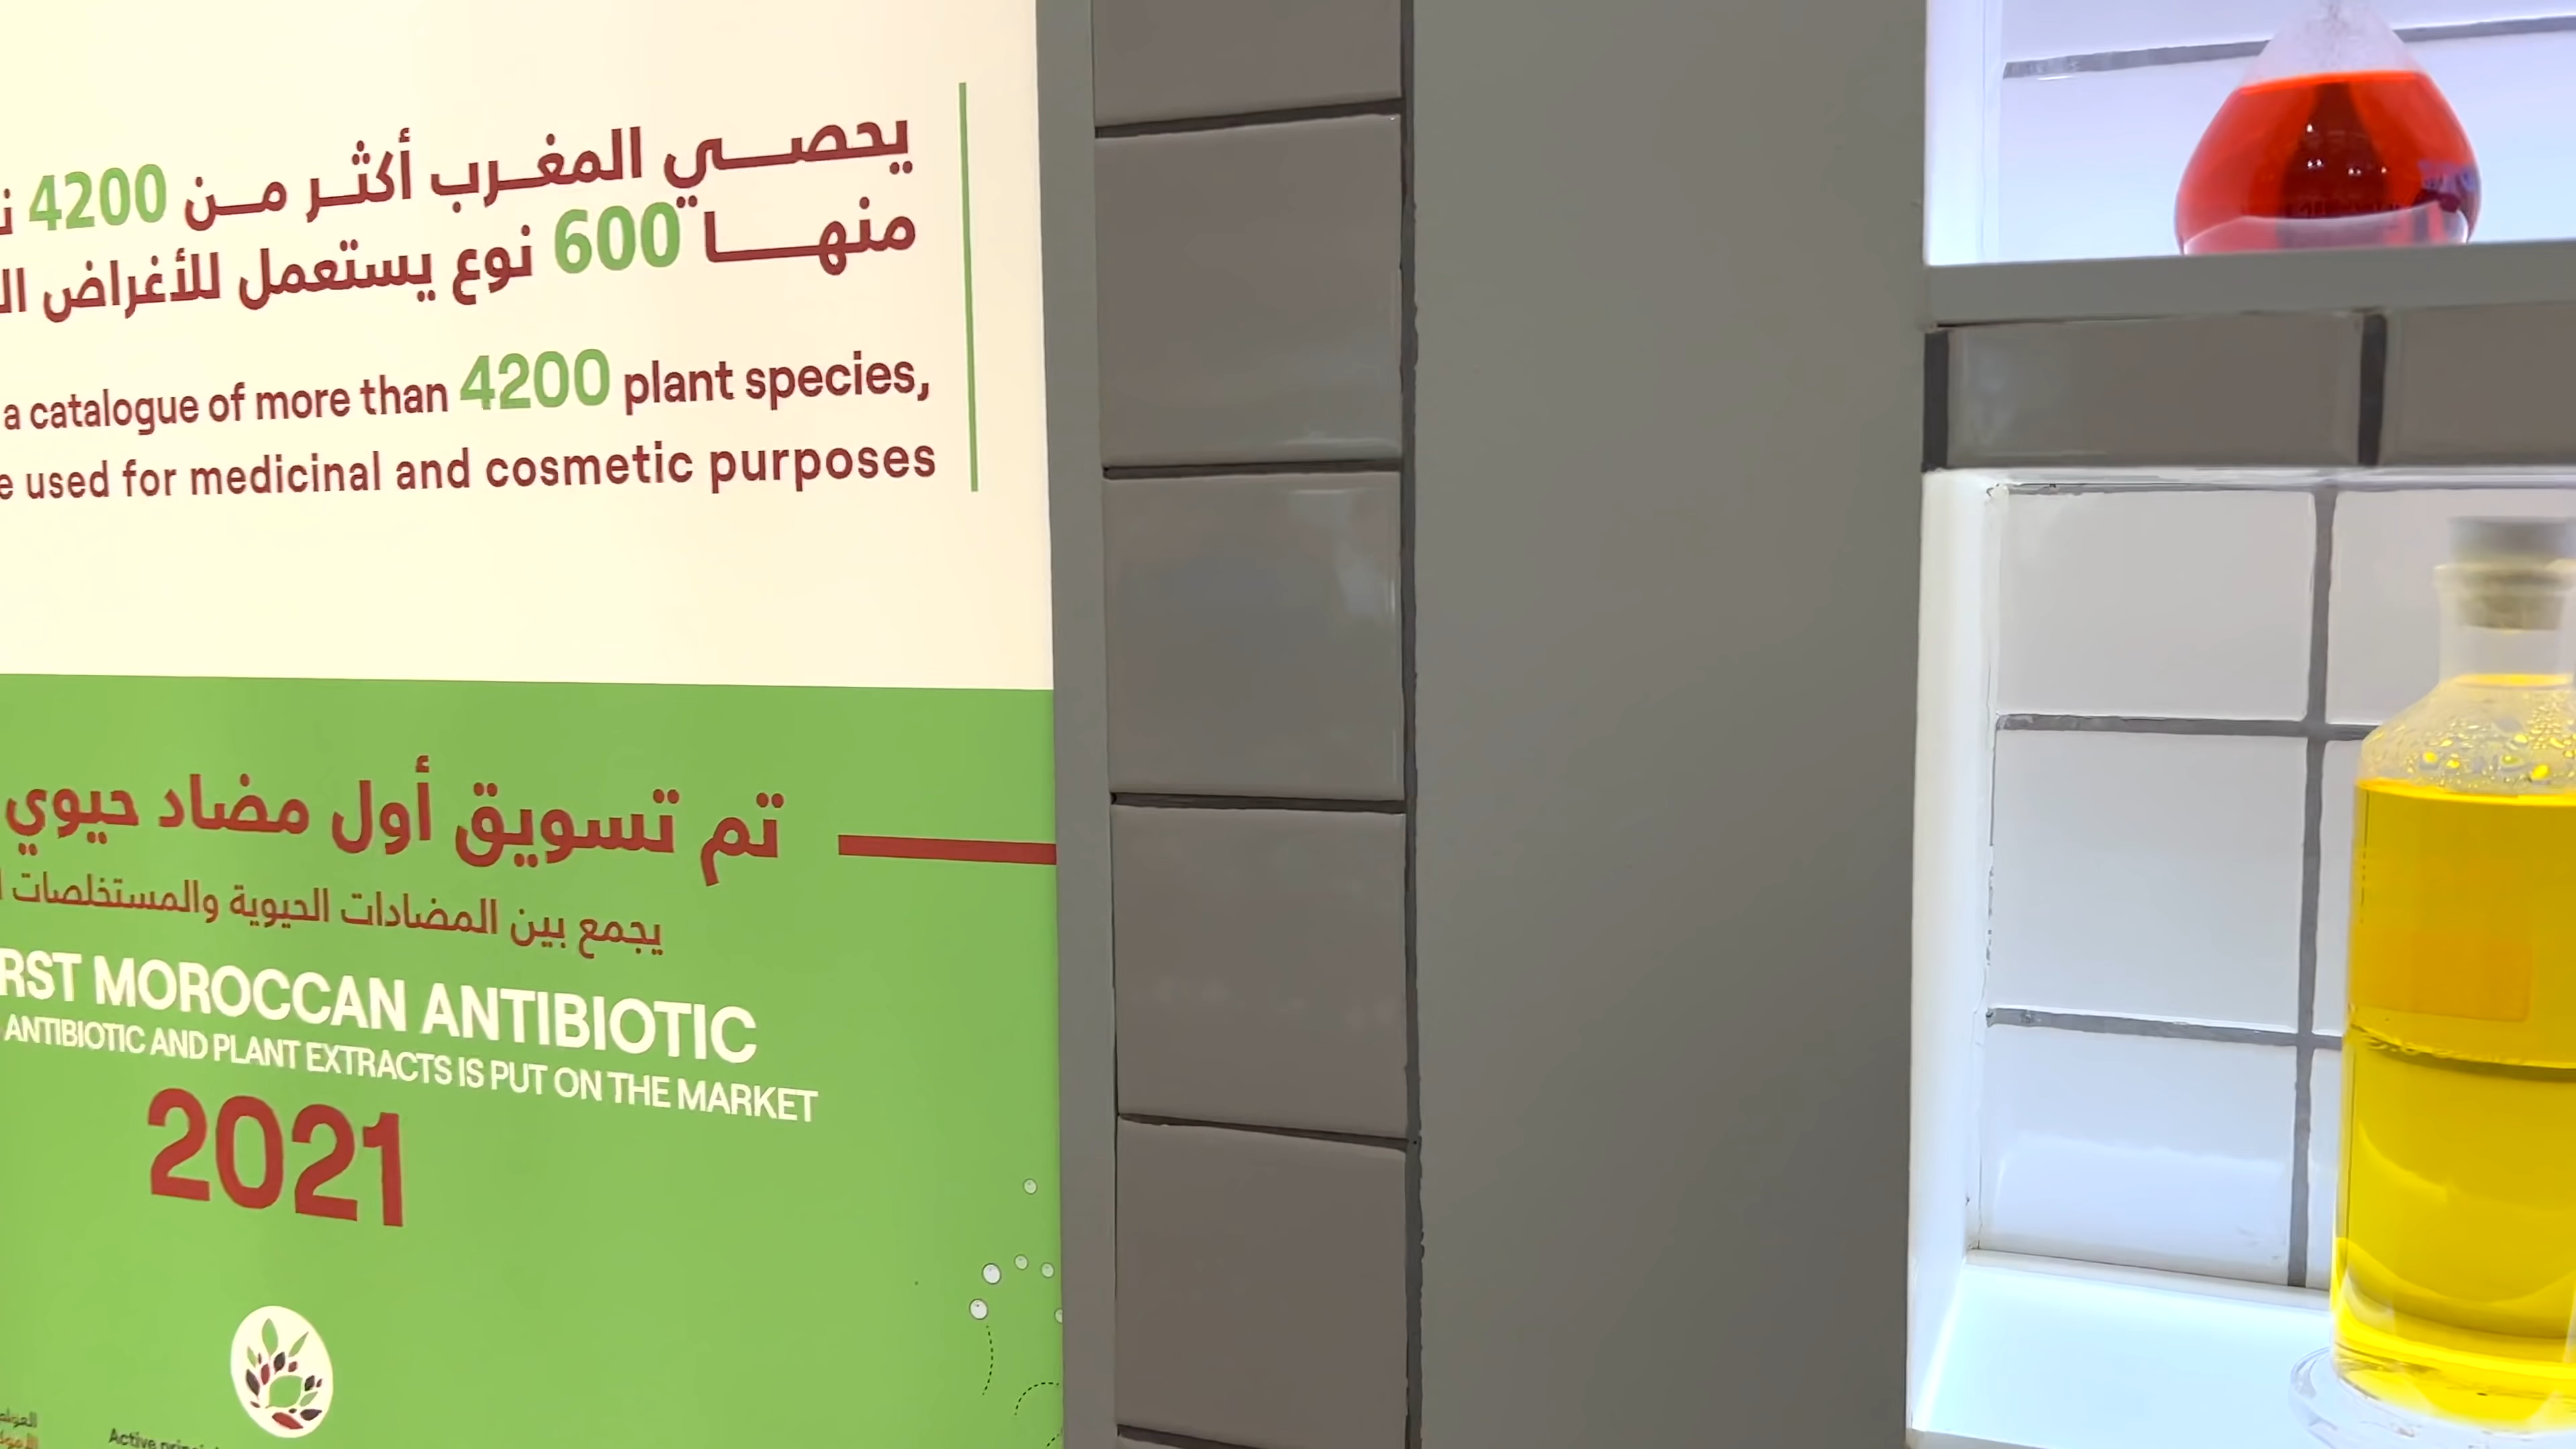 يحصي المغرب أكثر من 4200
منها 600 نوع يستعمل للأغراض
a catalogue of more than 4200 plant species,
used for medicinal and cosmetic purposes
تم تسويق أول مضاد حيوي
يجمع بين المضادات الحيوية والمستخلصات
MOROCCAN ANTIBIOTIC
ANTIBIOTIC AND PLANT EXTRACTS IS PUT ON THE MARKET
2021
Active